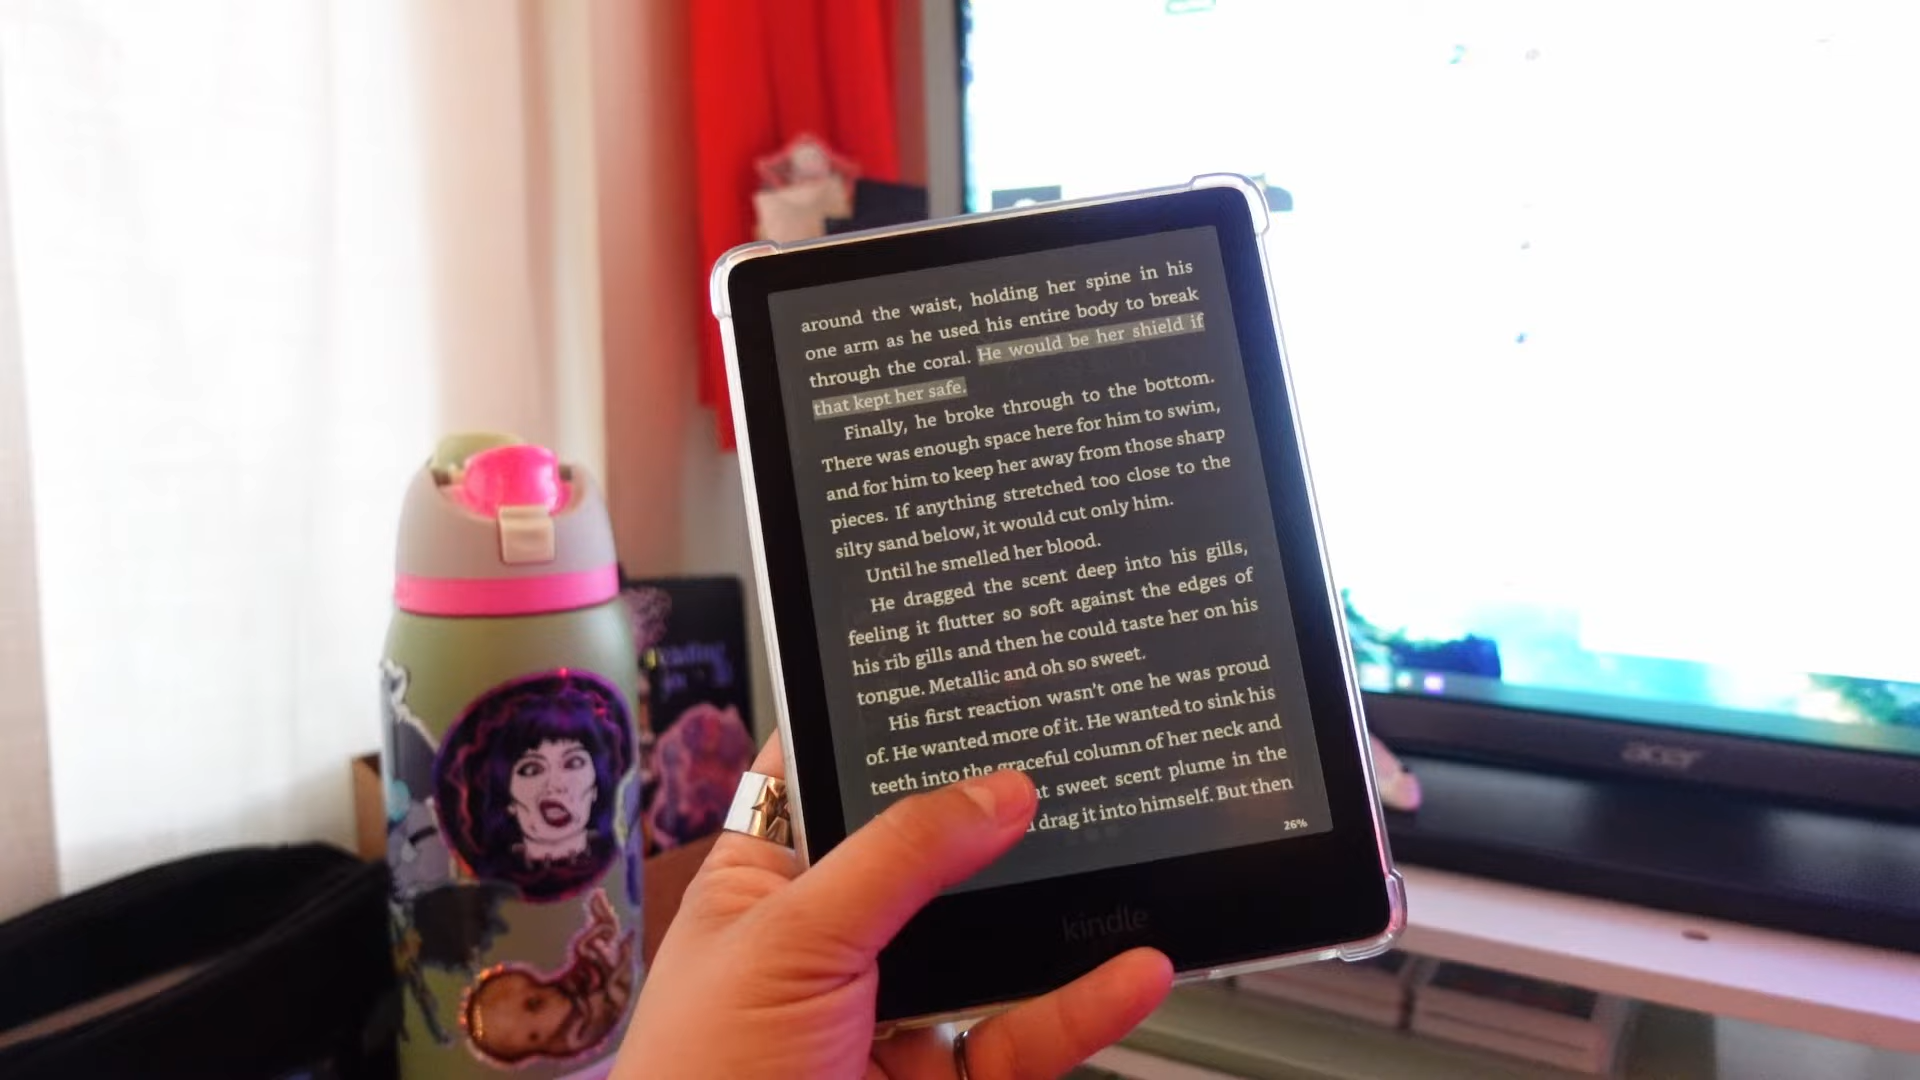 around the waist, holding her spine in his
one arm as he used his entire body to break
through the coral. He would be her shield if
that kept her safe.
Finally, he broke through to the bottom.
There was enough space here for him to swim,
and for him to keep her away from those sharp
pieces. If anything stretched too close to the
silty sand below, it would cut only him.
Until he smelled her blood.
He dragged the scent deep into his gills,
feeling it flutter so soft against the edges of
his rib gills and then he could taste her on his
tongue. Metallic and oh so sweet.
His first reaction wasn't one he was proud
of. He wanted more of it. He wanted to sink his
teeth into the graceful column of her neck and
sweet scent plume in the
drag it into himself. But then
26%
kindle
acer